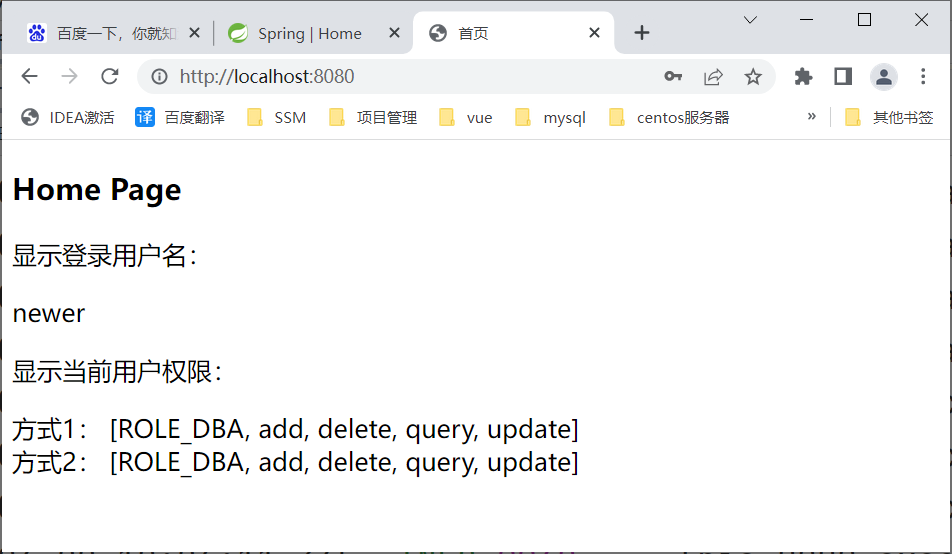 百度一下，你就知
Spring | Home
首页
http://localhost:8080
IDEA激活
译 百度翻译
SSM
项目管理
vue
mysql
centos服务器
»
其他书签
Home Page
显示登录用户名：
newer
显示当前用户权限：
方式1： [ROLE_DBA, add, delete, query, update]
方式2： [ROLE_DBA, add, delete, query, update]